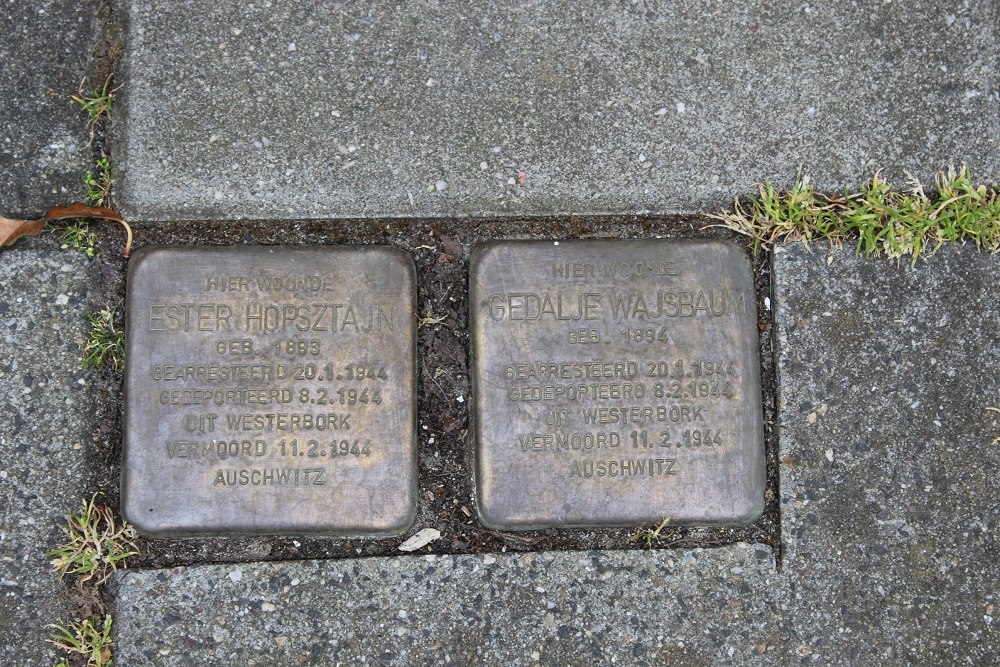 HIER WOONDE
ESTER HOPSZTAJN
GEB. 1893
GEARRESTEERD 20.1.1944
GEDEPORTEERD 8.2.1944
UIT WESTERBORK
VERMOORD 11.2.1944
AUSCHWITZ
HIER WOONDE
GEDALJE WAJSBAUM
GEB. 1894
GEARRESTEERD 20.1.1944
GEDEPORTEERD 8.2.1944
UIT WESTERBORK
VERMOORD 11.2.1944
AUSCHWITZ